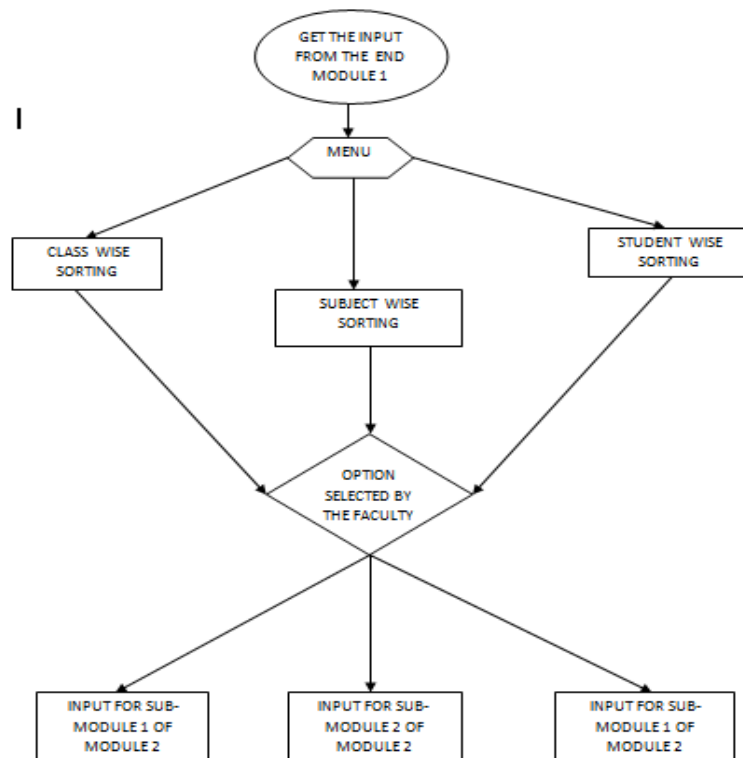 GET THE INPUT
FROM THE END
MODULE 1
I
MENU
CLASS WISE
SORTING
STUDENT WISE
SORTING
SUBJECT WISE
SORTING
OPTION
SELECTED BY
THE FACULTY
INPUT FOR SUB-
MODULE 1 OF
MODULE 2
INPUT FOR SUB-
MODULE 2 OF
MODULE 2
INPUT FOR SUB-
MODULE 1 OF
MODULE 2